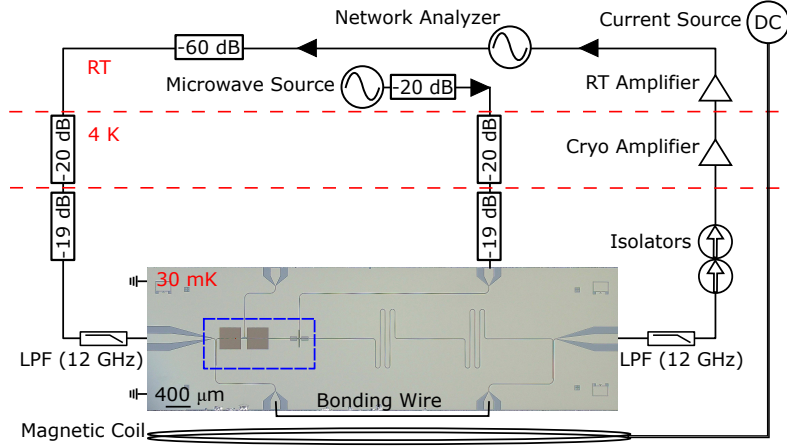 Network Analyzer
Current Source
DC
-60 dB
RT
Microwave Source
-20 dB
RT Amplifier
-20 dB
4 K
-20 dB
Cryo Amplifier
-19 dB
-19 dB
Isolators
30 mK
LPF (12 GHz)
LPF (12 GHz)
400 μm
Bonding Wire
Magnetic Coil